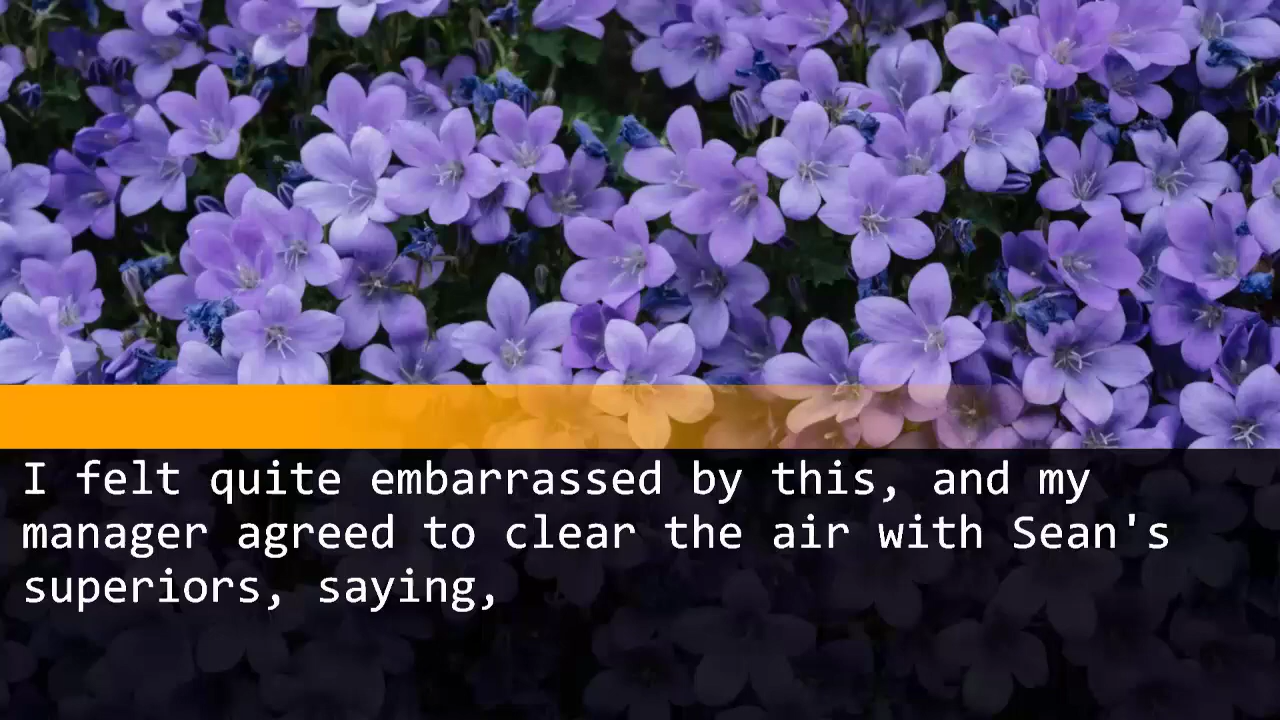 I felt quite embarrassed by this, and my
manager agreed to clear the air with Sean's
superiors, saying,